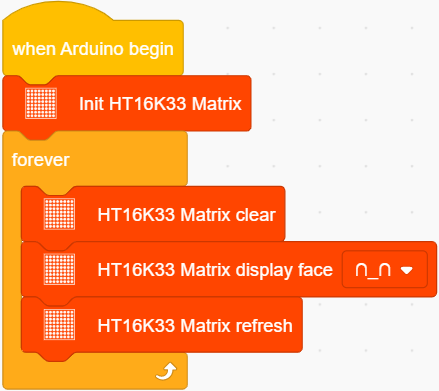 when Arduino begin
Init HT16K33 Matrix
forever
HT16K33 Matrix clear
HT16K33 Matrix display face ∩_∩
HT16K33 Matrix refresh